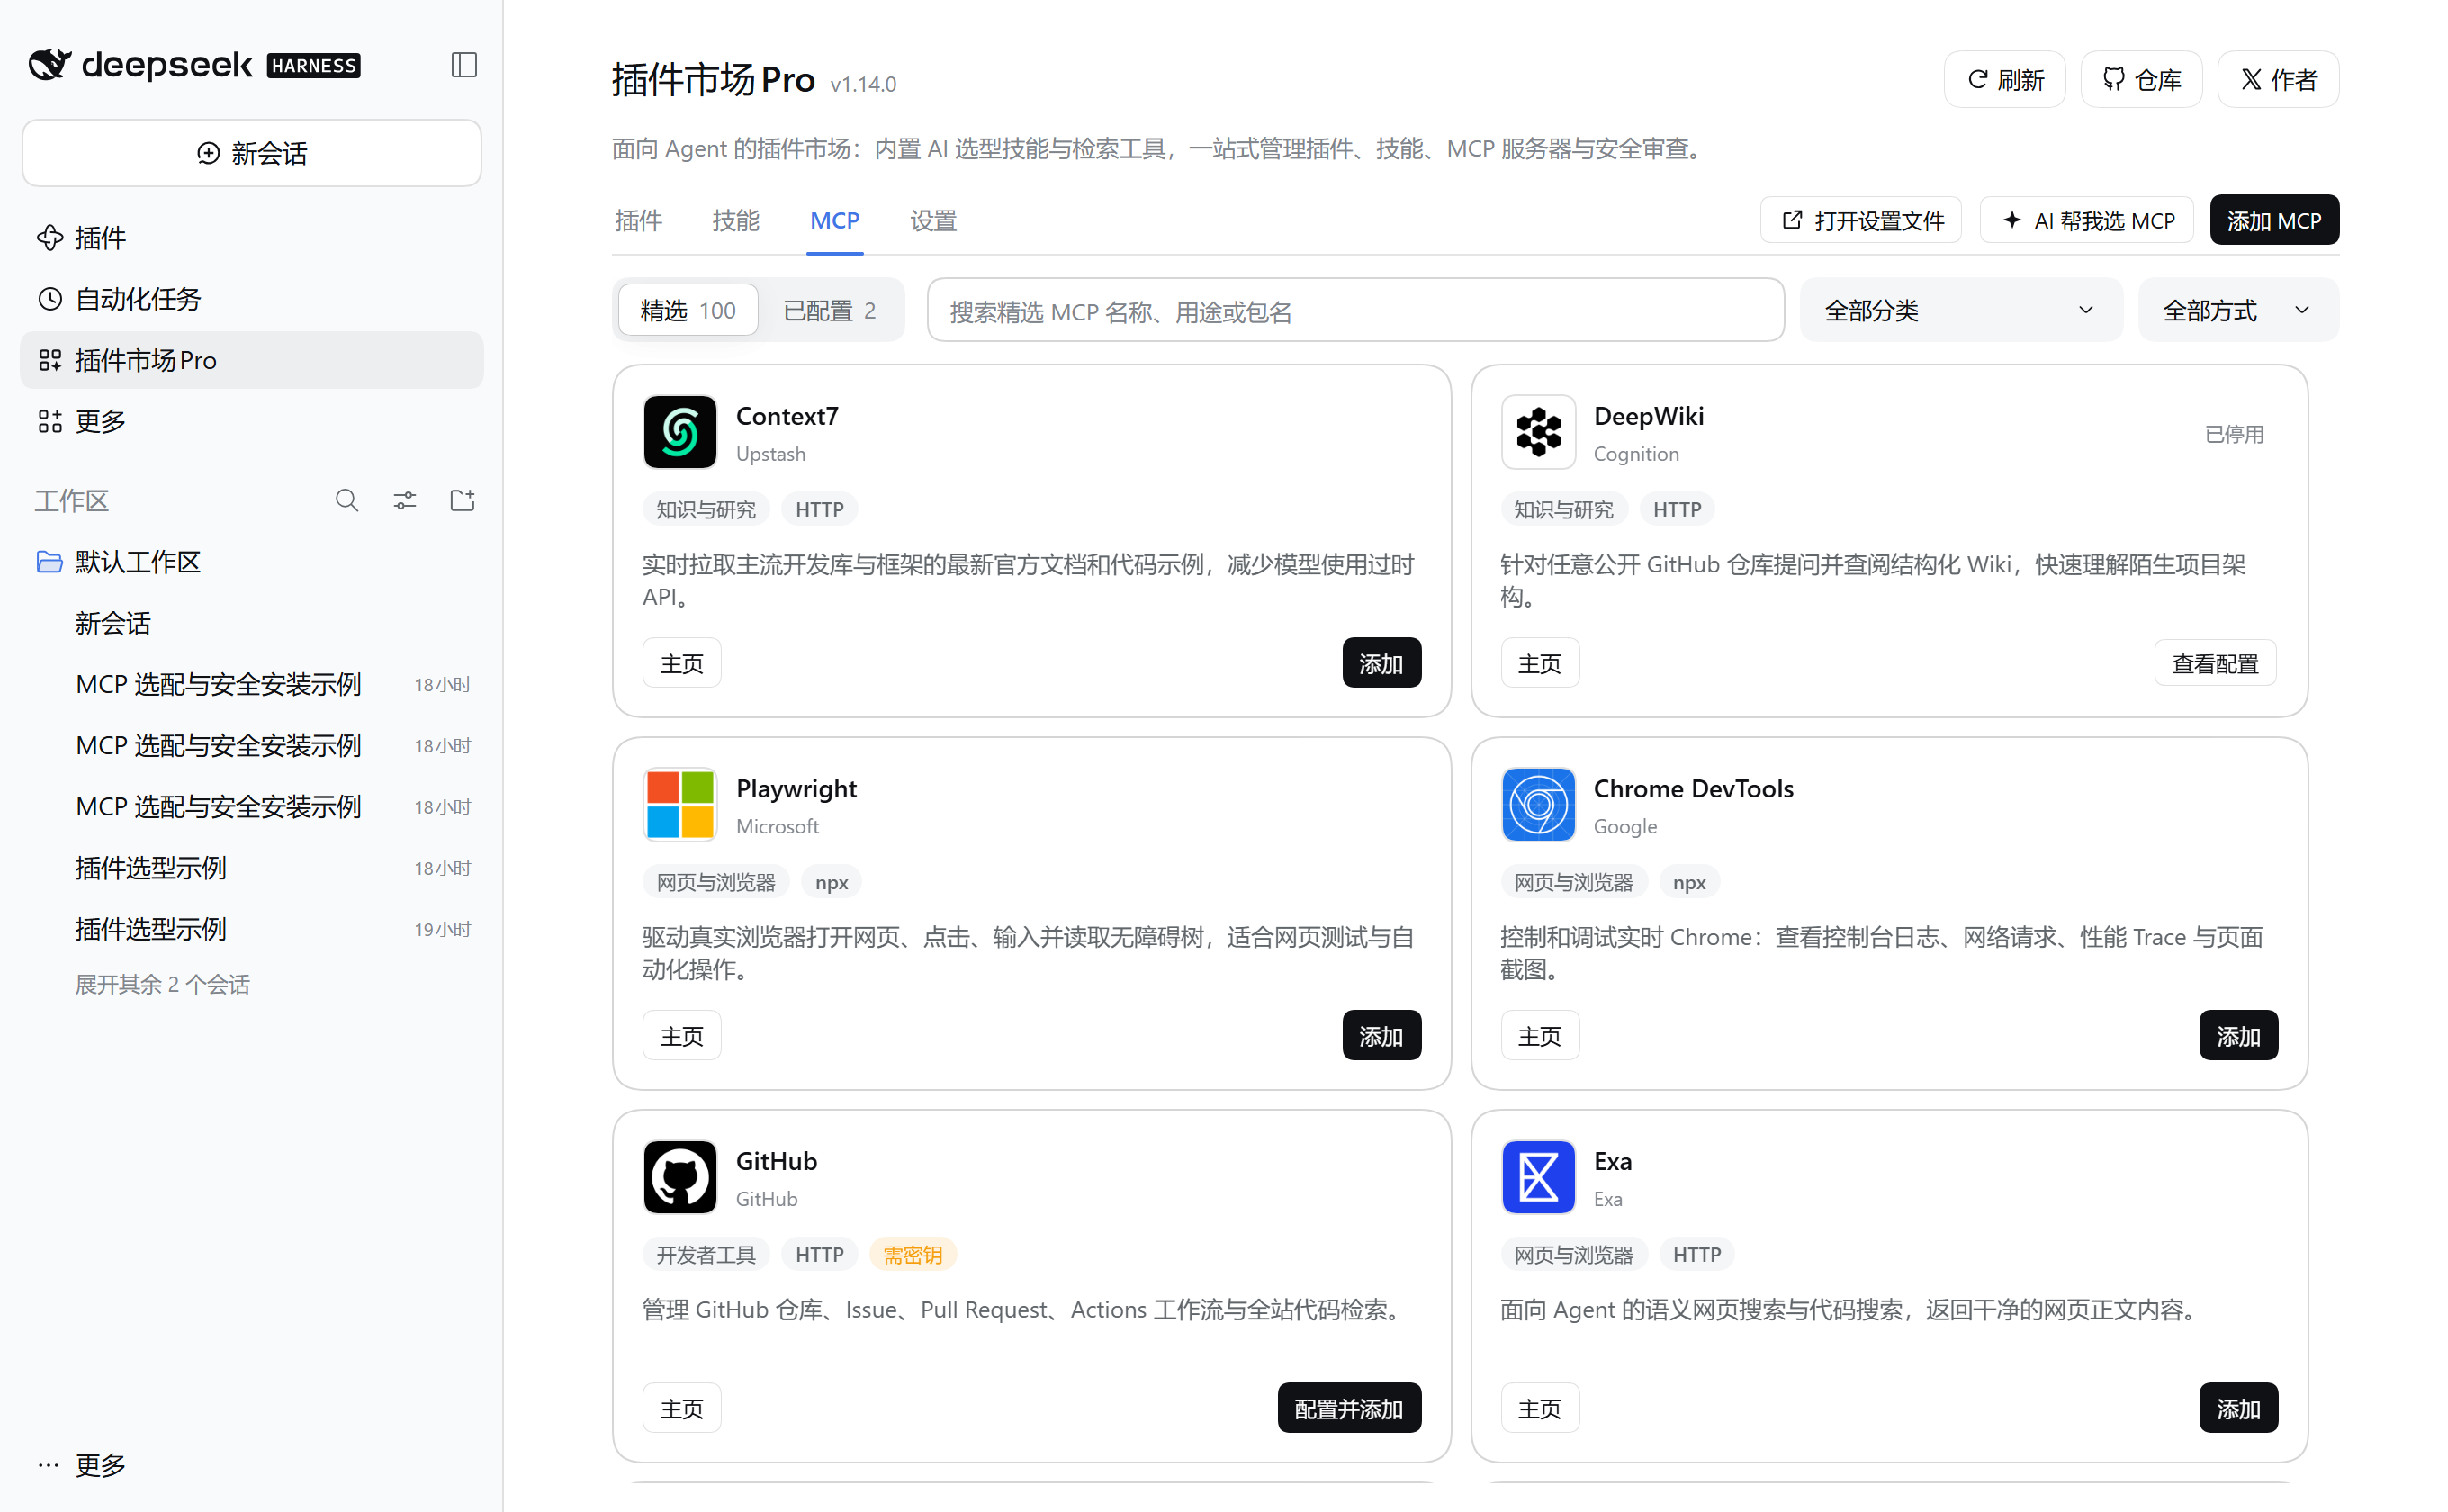 deepseek HARNESS
新会话
插件
自动化任务
插件市场Pro
更多
工作区
默认工作区
新会话
MCP 选配与安全安装示例 18小时
MCP 选配与安全安装示例 18小时
MCP 选配与安全安装示例 18小时
插件选型示例 18小时
插件选型示例 19小时
展开其余 2 个会话
更多
插件市场Pro v1.14.0
刷新 仓库 作者
面向 Agent 的插件市场：内置 AI 选型技能与检索工具，一站式管理插件、技能、MCP 服务器与安全审查。
插件 技能 MCP 设置
打开设置文件 AI 帮我选 MCP 添加 MCP
精选 100 已配置 2 搜索精选 MCP 名称、用途或包名 全部分类 全部方式
Context7
Upstash
知识与研究 HTTP
实时拉取主流开发库与框架的最新官方文档和代码示例，减少模型使用过时
API。
主页 添加
DeepWiki
Cognition
已停用
知识与研究 HTTP
针对任意公开 GitHub 仓库提问并查阅结构化 Wiki，快速理解陌生项目架
构。
主页 查看配置
Playwright
Microsoft
网页与浏览器 npx
驱动真实浏览器打开网页、点击、输入并读取无障碍树，适合网页测试与自
动化操作。
主页 添加
Chrome DevTools
Google
网页与浏览器 npx
控制和调试实时 Chrome：查看控制台日志、网络请求、性能 Trace 与页面
截图。
主页 添加
GitHub
GitHub
开发者工具 HTTP 需密钥
管理 GitHub 仓库、Issue、Pull Request、Actions 工作流与全站代码检索。
主页 配置并添加
Exa
Exa
网页与浏览器 HTTP
面向 Agent 的语义网页搜索与代码搜索，返回干净的网页正文内容。
主页 添加